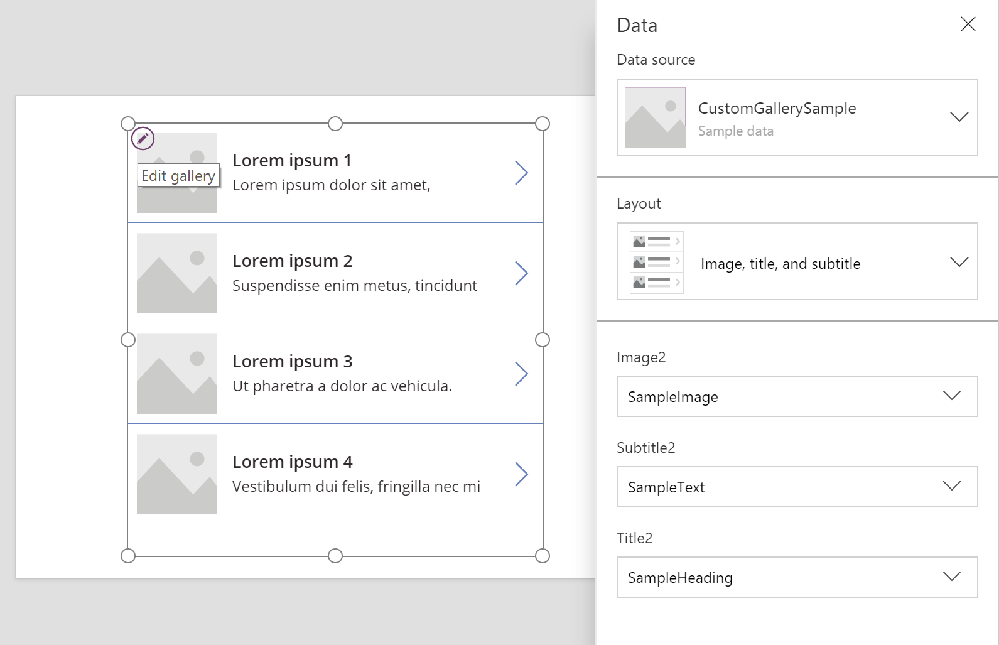 Edit gallery
Lorem ipsum 1
Lorem ipsum dolor sit amet,
Lorem ipsum 2
Suspendisse enim metus, tincidunt
Lorem ipsum 3
Ut pharetra a dolor ac vehicula.
Lorem ipsum 4
Vestibulum dui felis, fringilla nec mi
Data
Data source
CustomGallerySample
Sample data
Layout
Image, title, and subtitle
Image2
SampleImage
Subtitle2
SampleText
Title2
SampleHeading